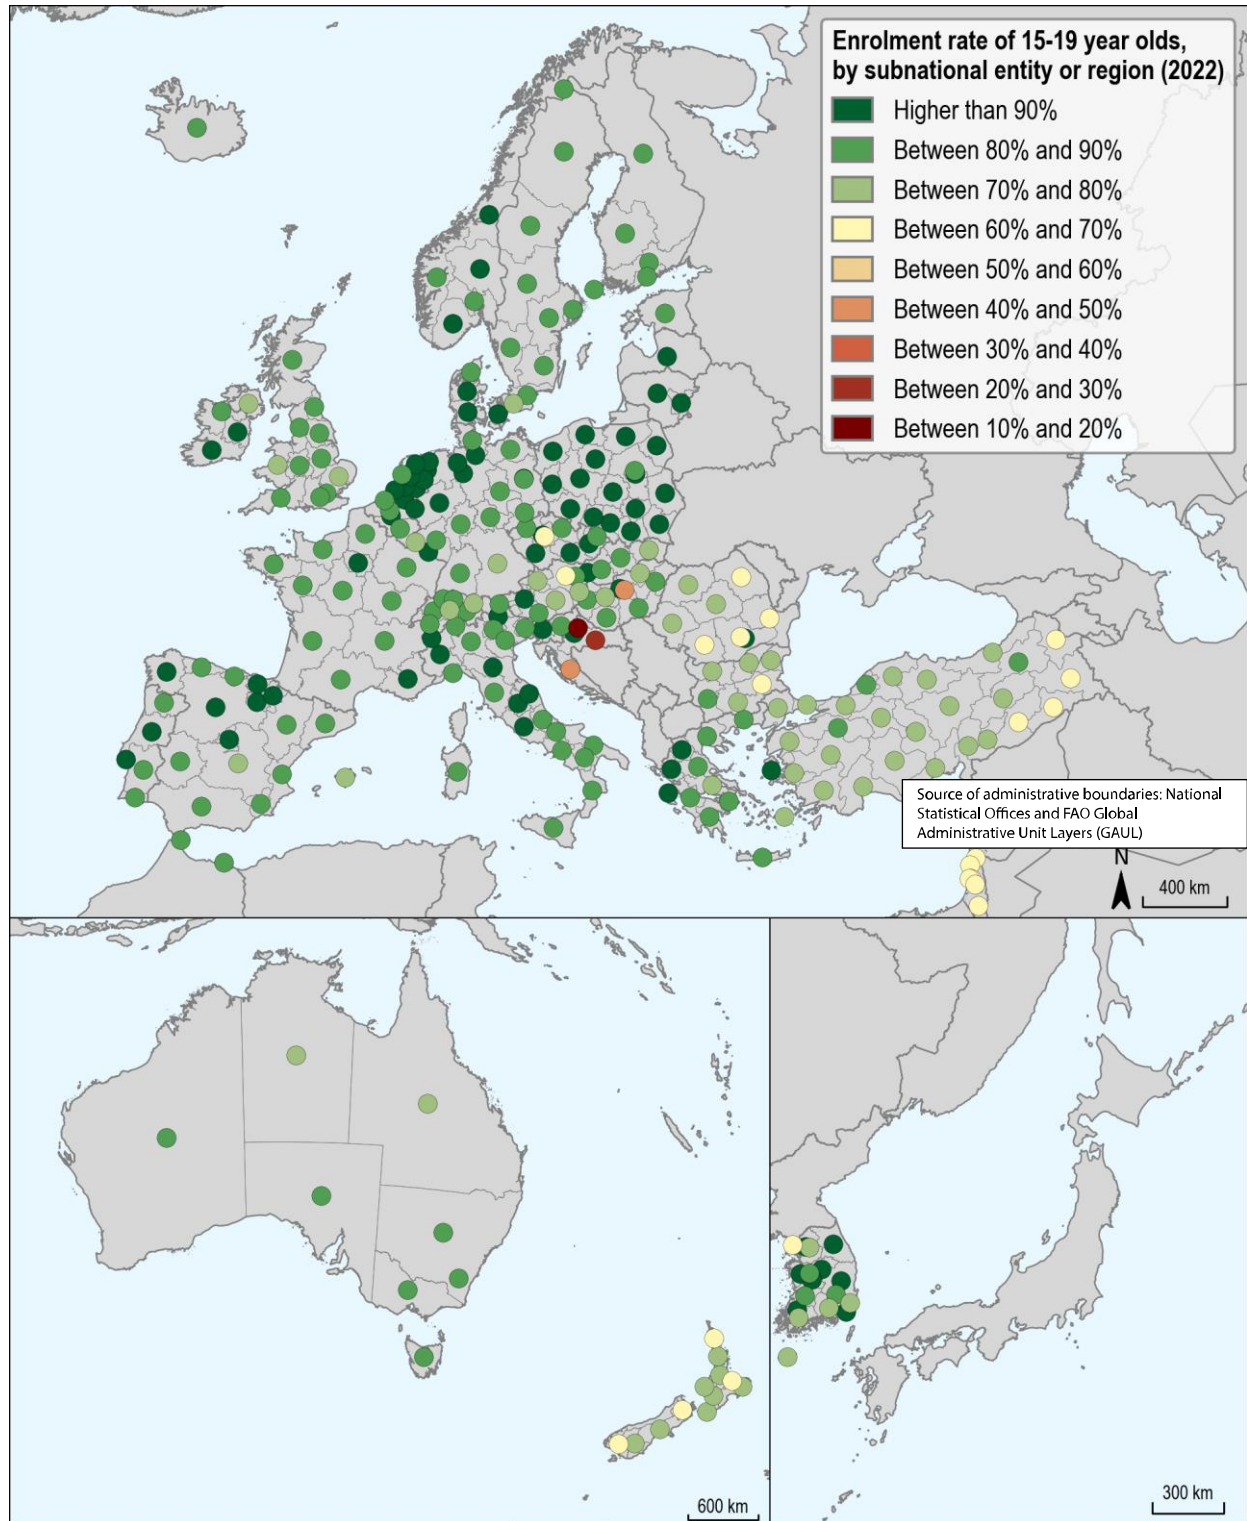 Enrolment rate of 15-19 year olds,
by subnational entity or region (2022)
Higher than 90%
Between 80% and 90%
Between 70% and 80%
Between 60% and 70%
Between 50% and 60%
Between 40% and 50%
Between 30% and 40%
Between 20% and 30%
Between 10% and 20%
Source of administrative boundaries: National
Statistical Offices and FAO Global
Administrative Unit Layers (GAUL)
N
400 km
600 km
300 km